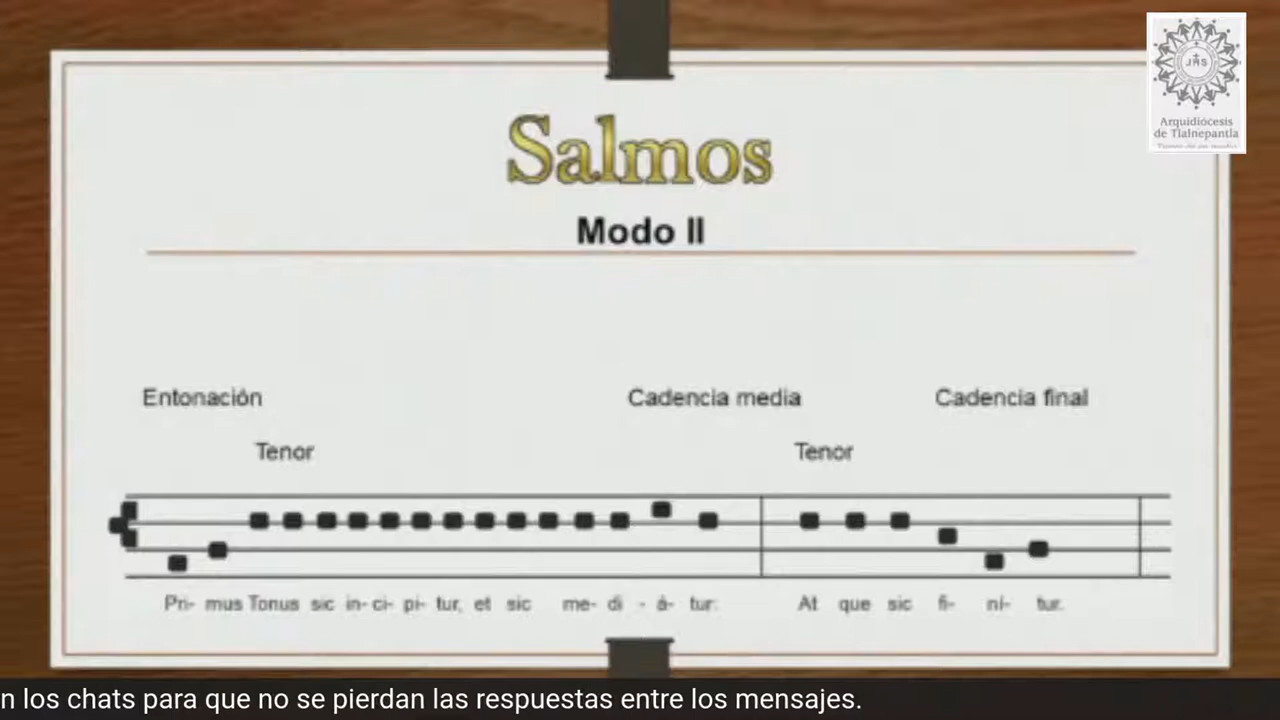 Arquidiócesis
de Tlalnepantla
Salmos
Modo II
Entonación
Cadencia media
Cadencia final
Tenor
Tenor
Pri- mus Tonus sic in- ci- pi- tur, et sic me- di - á- tur: At que sic fi- ní- tur.
n los chats para que no se pierdan las respuestas entre los mensajes.